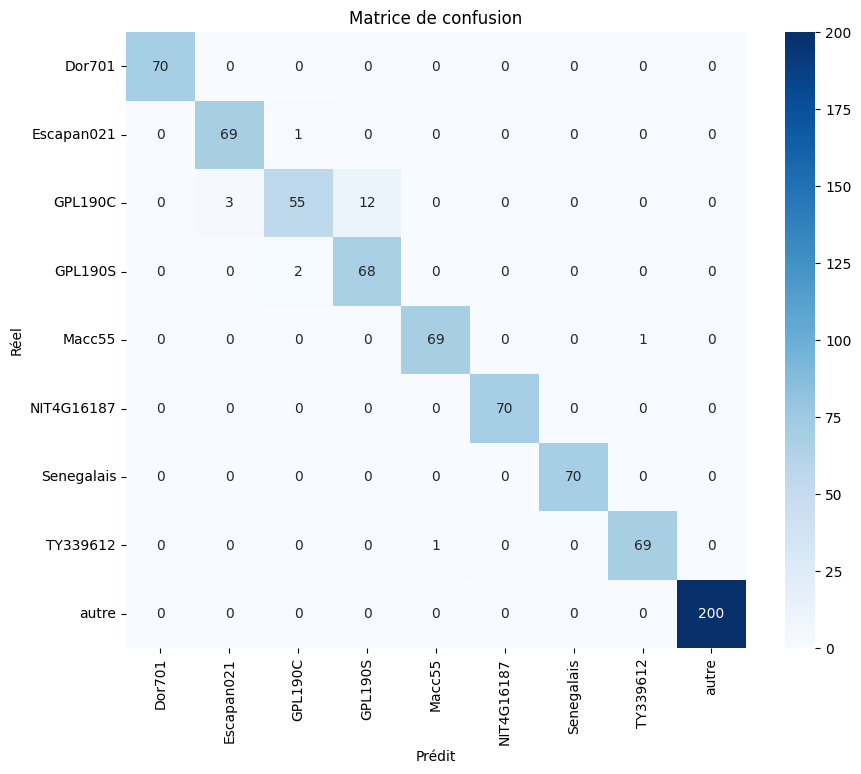 Matrice de confusion
Dor701 70 0 0 0 0 0 0 0 0
Escapan021 0 69 1 0 0 0 0 0 0
GPL190C 0 3 55 12 0 0 0 0 0
GPL190S 0 0 2 68 0 0 0 0 0
Macc55 0 0 0 0 69 0 0 1 0
NIT4G16187 0 0 0 0 0 70 0 0 0
Senegalais 0 0 0 0 0 0 70 0 0
TY339612 0 0 0 0 1 0 0 69 0
autre 0 0 0 0 0 0 0 0 200
Réel
Dor701 Escapan021 GPL190C GPL190S Macc55 NIT4G16187 Senegalais TY339612 autre
Prédit
200
175
150
125
100
75
50
25
0